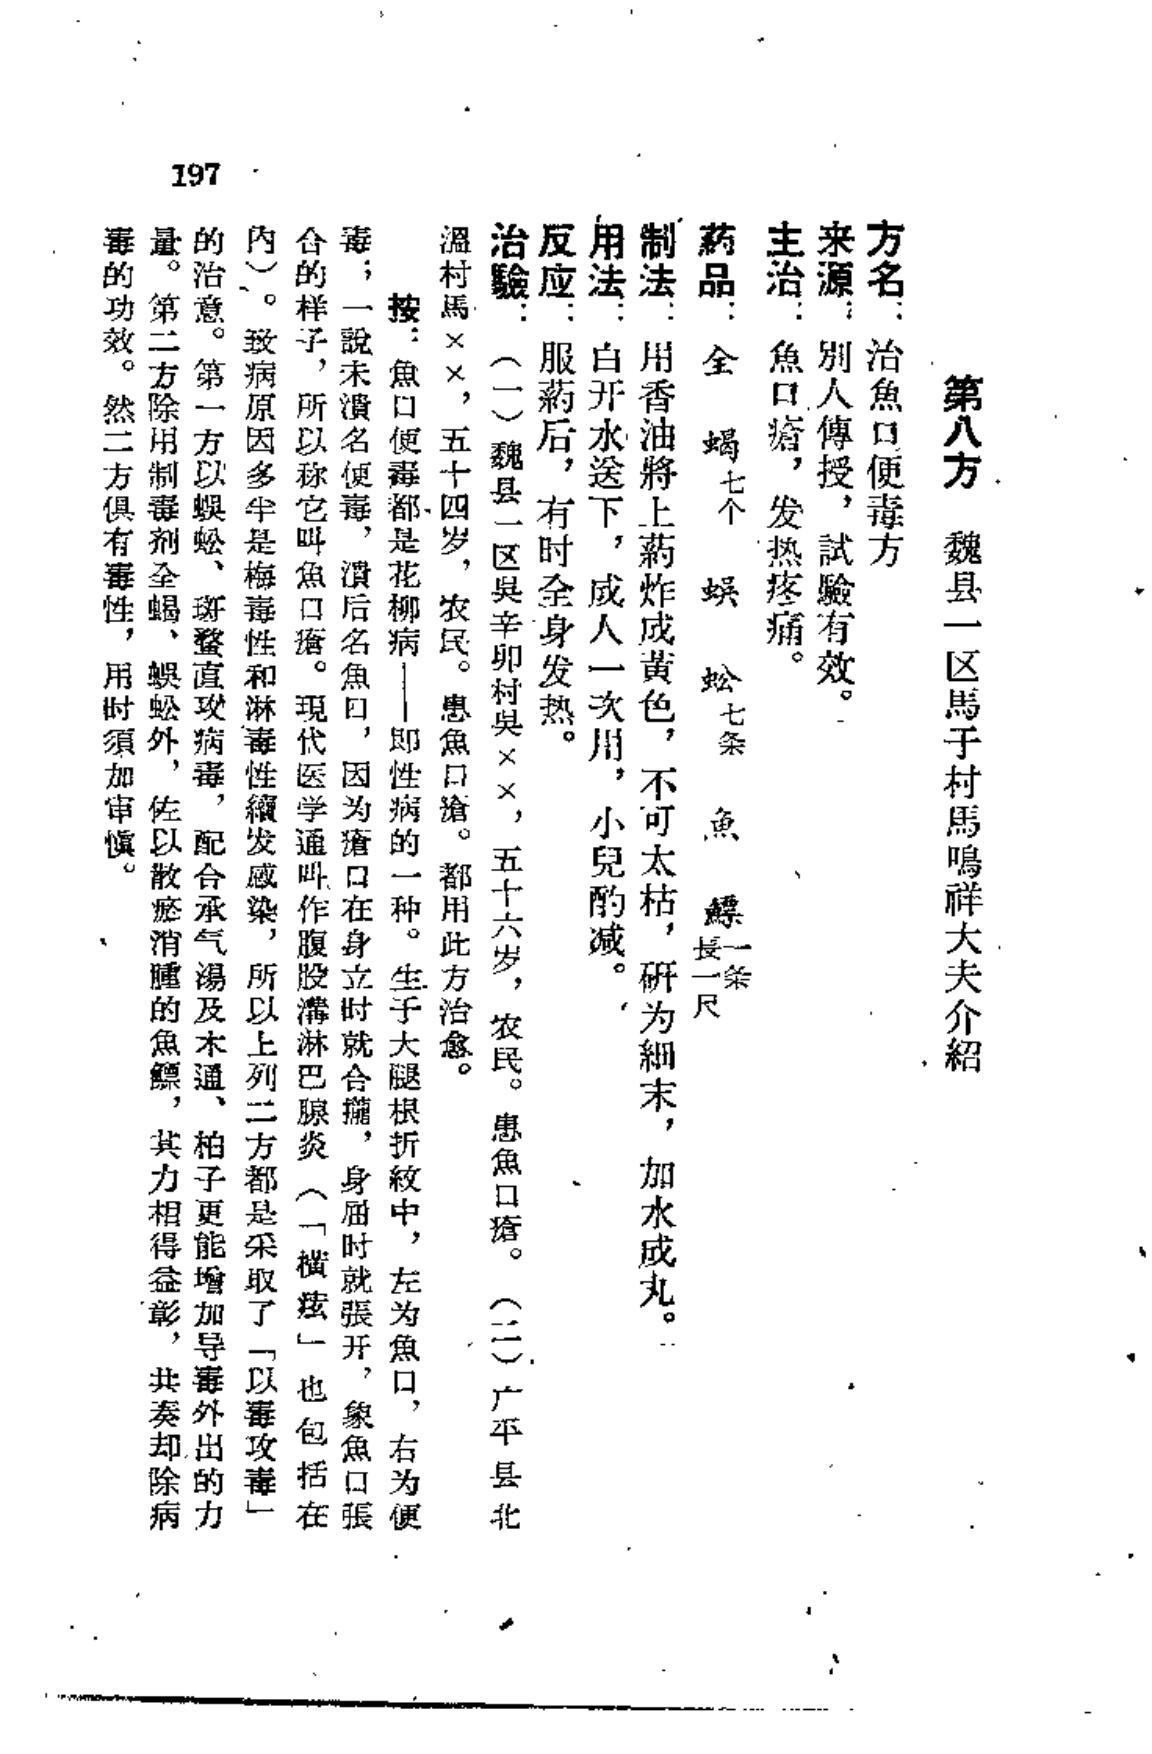 第八方　魏县一区馬于村馬鳴祥大夫介紹
方名：治魚口便毒方
来源：別人傳授，試驗有效。
主治：魚口瘡，发热疼痛。
葯品：全　蝎七个　蜈　蚣七条　魚　鰾一条長一尺
制法：用香油將上葯炸成黃色，不可太枯，研为細末，加水成丸。
用法：白开水送下，成人一次用，小兒酌减。
反应：服葯后，有时全身发热。
治驗：（一）魏县一区吳辛卯村吳××，五十六岁，农民。患魚口瘡。（二）广平县北
溫村馬××，五十四岁，农民。患魚口滄。都用此方治愈。
按：魚口便毒都是花柳病——即性病的一种。生于大腿根折紋中，左为魚口，右为便
毒；一說未潰名便毒，潰后名魚口，因为瘡口在身立时就合攏，身屈时就張开，象魚口張
合的样子，所以称它叫魚口瘡。現代医学通叫作腹股溝淋巴腺炎（「橫痃」也包括在
內）。致病原因多半是梅毒性和淋毒性續发感染，所以上列二方都是采取了「以毒攻毒」
的治意。第一方以蜈蚣、斑蝥直攻病毒，配合承气湯及木通、柏子更能增加导毒外出的力
量。第二方除用制毒剂全蝎、蜈蚣外，佐以散瘀消腫的魚鰾，其力相得益彰，共奏却除病
毒的功效。然二方俱有毒性，用时須加审愼。
197